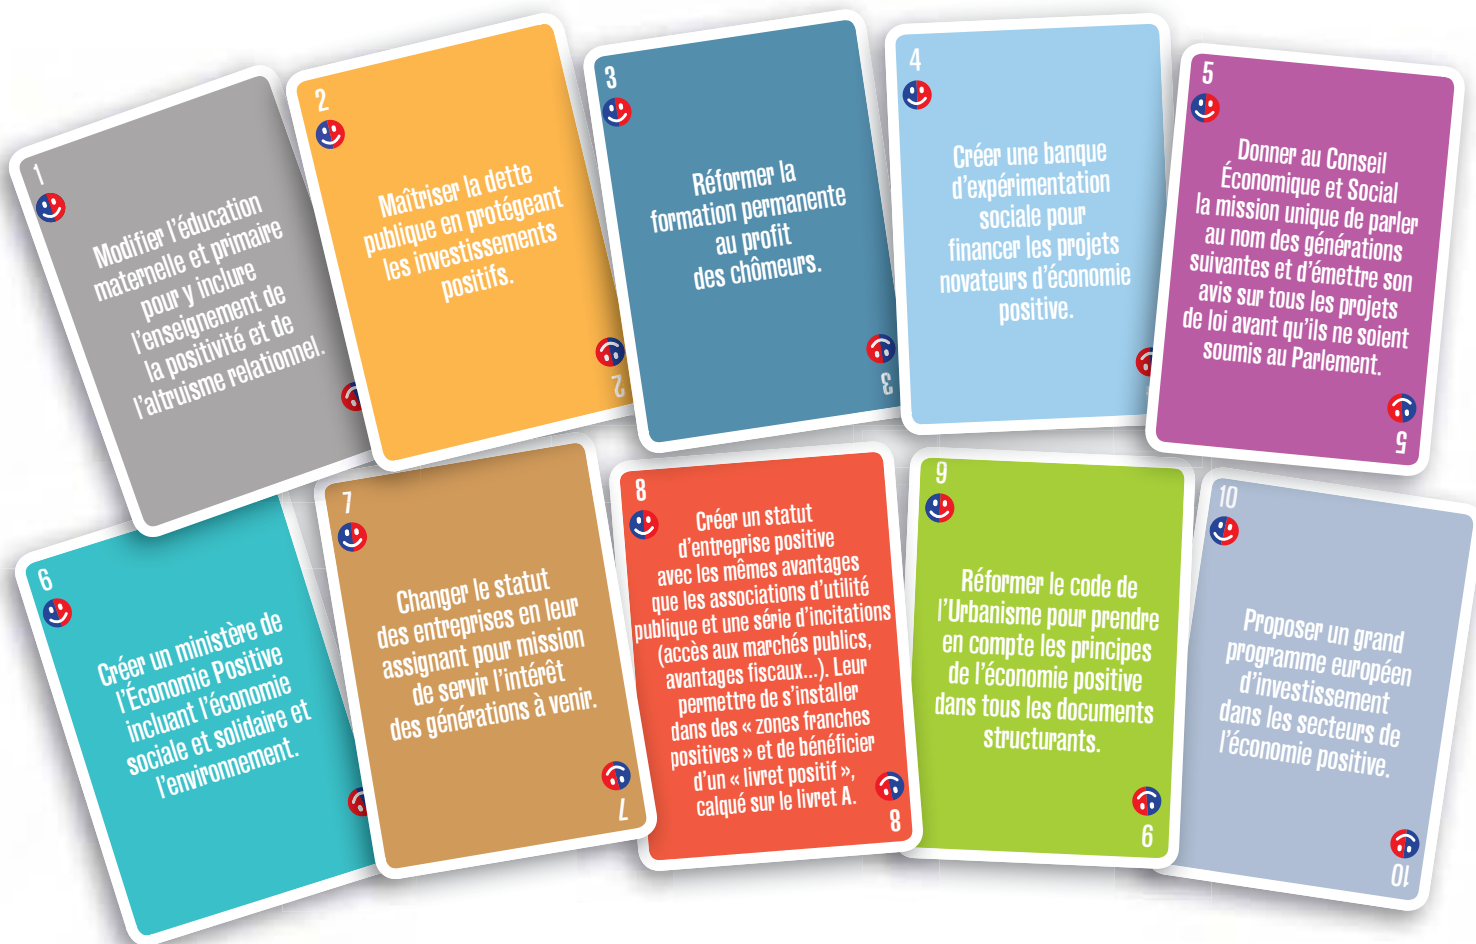 1
Modifier l'éducation
maternelle et primaire
pour y inclure
l'enseignement de
la positivité et de
l'altruisme relationnel.
2
Maîtriser la dette
publique en protégeant
les investissements
positifs.
2
3
Réformer la
formation permanente
au profit
des chômeurs.
3
4
Créer une banque
d'expérimentation
sociale pour
financer les projets
novateurs d'économie
positive.
5
Donner au Conseil
Économique et Social
la mission unique de parler
au nom des générations
suivantes et d'émettre son
avis sur tous les projets
de loi avant qu'ils ne soient
soumis au Parlement.
5
6
Créer un ministère de
l'Économie Positive
incluant l'économie
sociale et solidaire et
l'environnement.
7
Changer le statut
des entreprises en leur
assignant pour mission
de servir l'intérêt
des générations à venir.
7
8
Créer un statut
d'entreprise positive
avec les mêmes avantages
que les associations d'utilité
publique et une série d'incitations
(accès aux marchés publics,
avantages fiscaux...). Leur
permettre de s'installer
dans des « zones franches
positives » et de bénéficier
d'un « livret positif »,
calqué sur le livret A.
8
9
Réformer le code de
l'Urbanisme pour prendre
en compte les principes
de l'économie positive
dans tous les documents
structurants.
9
10
Proposer un grand
programme européen
d'investissement
dans les secteurs de
l'économie positive.
10